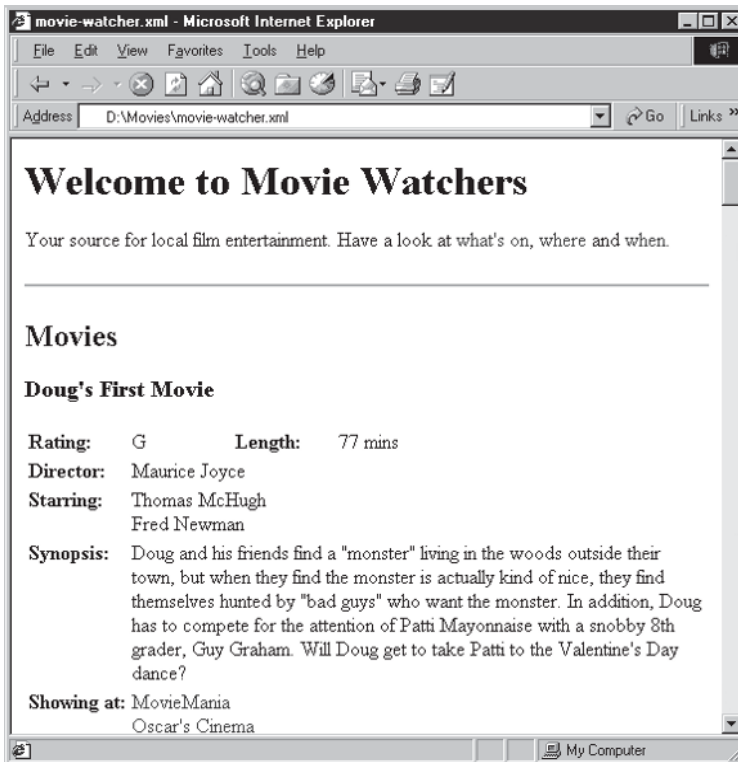 movie-watcher.xml - Microsoft Internet Explorer
File Edit View Favorites Tools Help
Address D:\Movies\movie-watcher.xml Go Links »
Welcome to Movie Watchers
Your source for local film entertainment. Have a look at what's on, where and when.
Movies
Doug's First Movie
Rating: G Length: 77 mins
Director: Maurice Joyce
Starring: Thomas McHugh
Fred Newman
Synopsis: Doug and his friends find a "monster" living in the woods outside their
town, but when they find the monster is actually kind of nice, they find
themselves hunted by "bad guys" who want the monster. In addition, Doug
has to compete for the attention of Patti Mayonnaise with a snobby 8th
grader, Guy Graham. Will Doug get to take Patti to the Valentine's Day
dance?
Showing at: MovieMania
Oscar's Cinema
My Computer